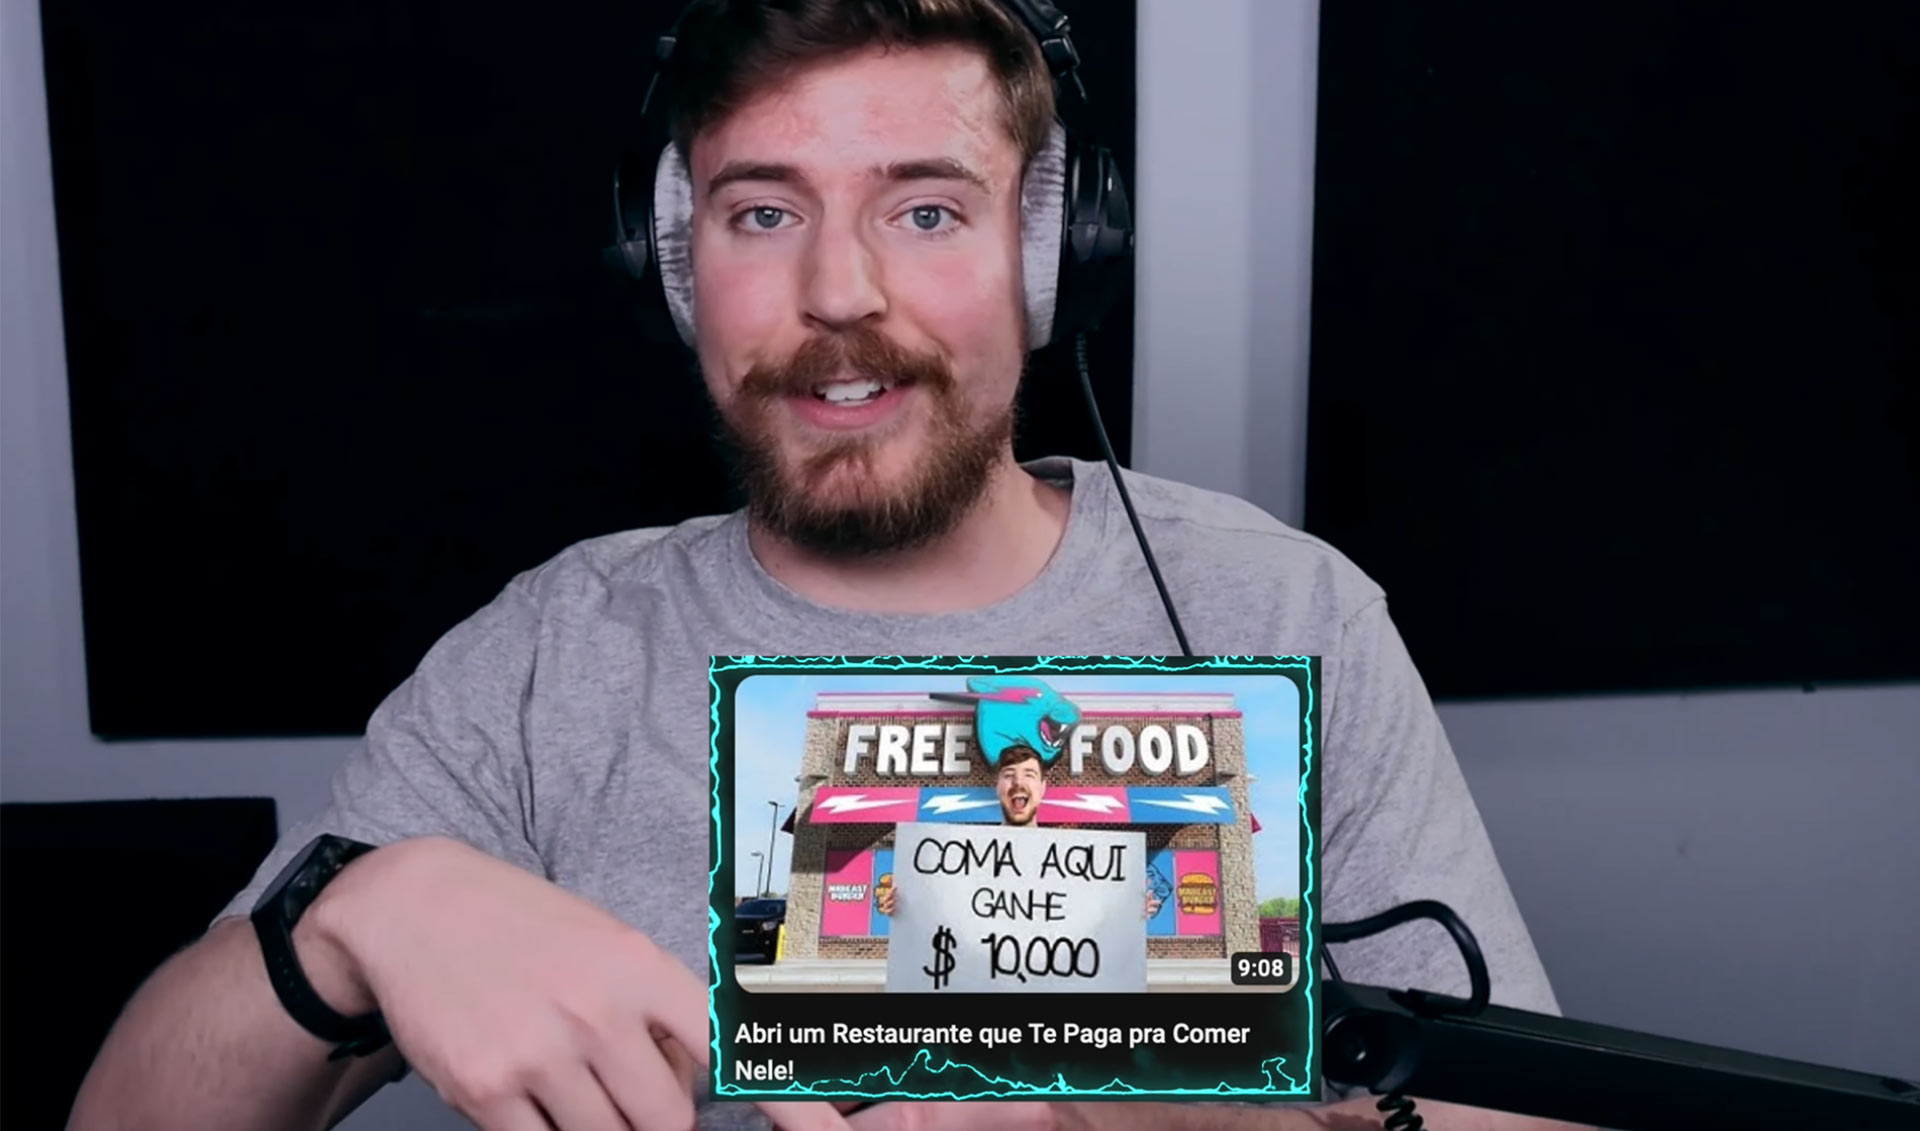 FREE FOOD
COMA AQUI
GANHE
$ 10,000
MRBEAST
BURGER
MRBEAST
BURGER
9:08
Abri um Restaurante que Te Paga pra Comer
Nele!